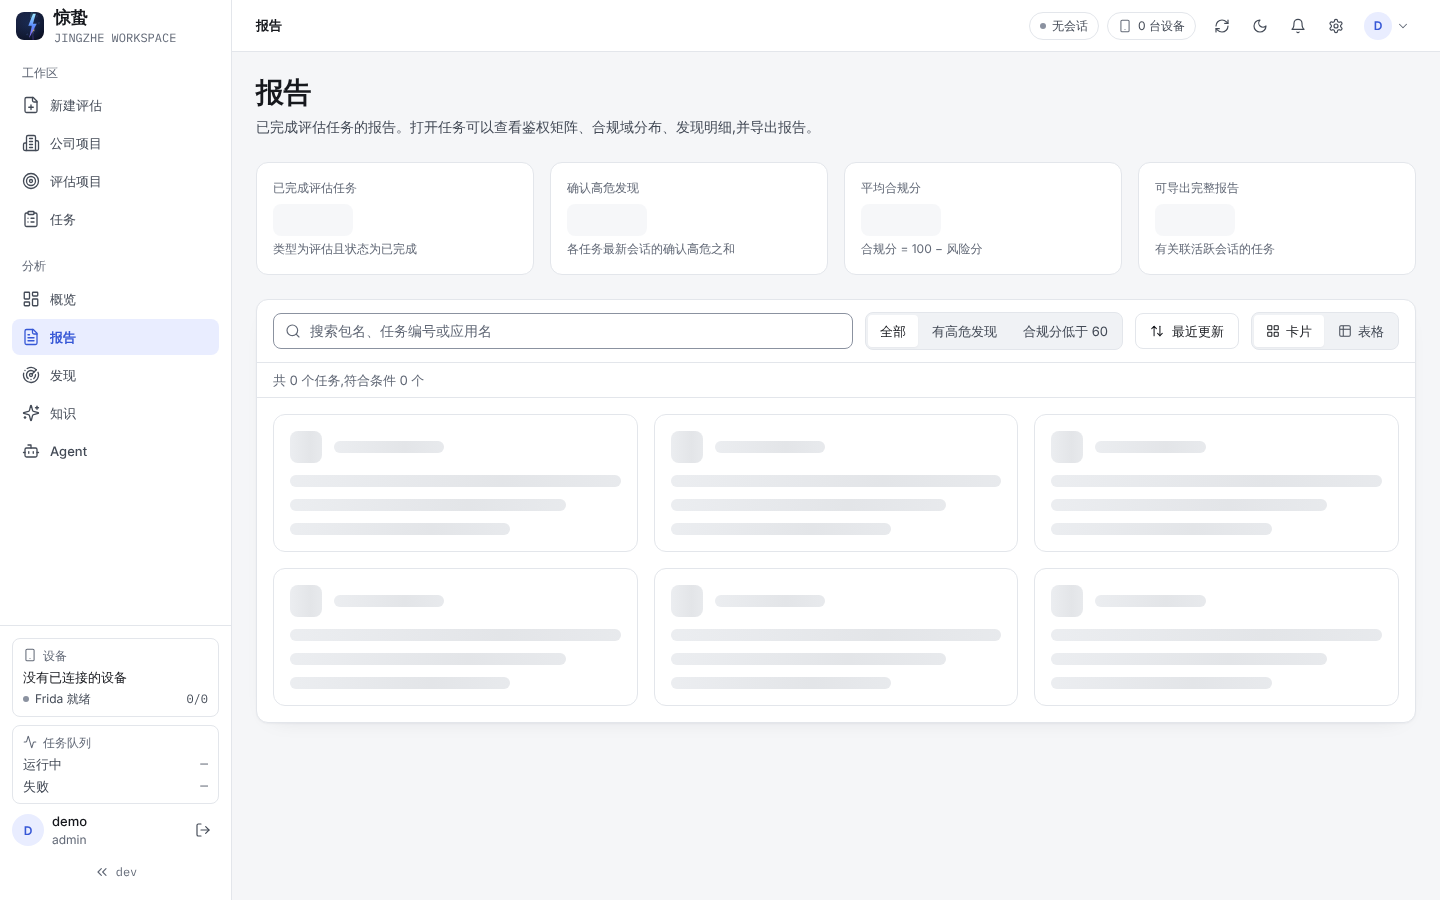 惊蛰
JINGZHE WORKSPACE
工作区
新建评估
公司项目
评估项目
任务
分析
概览
报告
发现
知识
Agent
设备
没有已连接的设备
Frida 就绪 0/0
任务队列
运行中 —
失败 —
D
demo
admin
dev
报告
无会话
0 台设备
D
报告
已完成评估任务的报告。打开任务可以查看鉴权矩阵、合规域分布、发现明细,并导出报告。
已完成评估任务
类型为评估且状态为已完成
确认高危发现
各任务最新会话的确认高危之和
平均合规分
合规分 = 100 − 风险分
可导出完整报告
有关联活跃会话的任务
搜索包名、任务编号或应用名
全部 有高危发现 合规分低于 60
最近更新
卡片 表格
共 0 个任务,符合条件 0 个